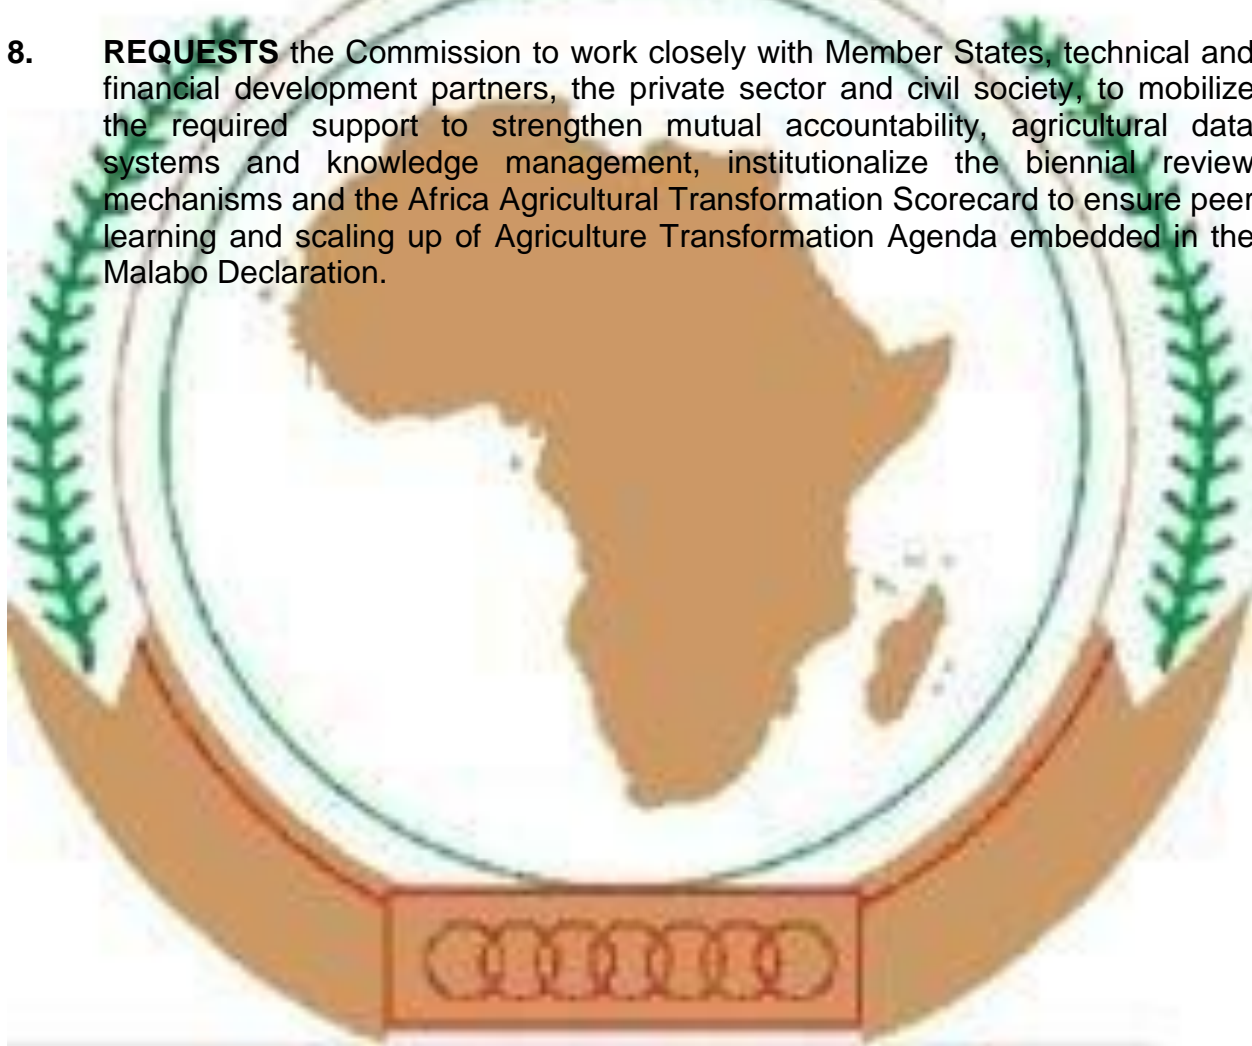 8. REQUESTS the Commission to work closely with Member States, technical and
financial development partners, the private sector and civil society, to mobilize
the required support to strengthen mutual accountability, agricultural data
systems and knowledge management, institutionalize the biennial review
mechanisms and the Africa Agricultural Transformation Scorecard to ensure peer
learning and scaling up of Agriculture Transformation Agenda embedded in the
Malabo Declaration.